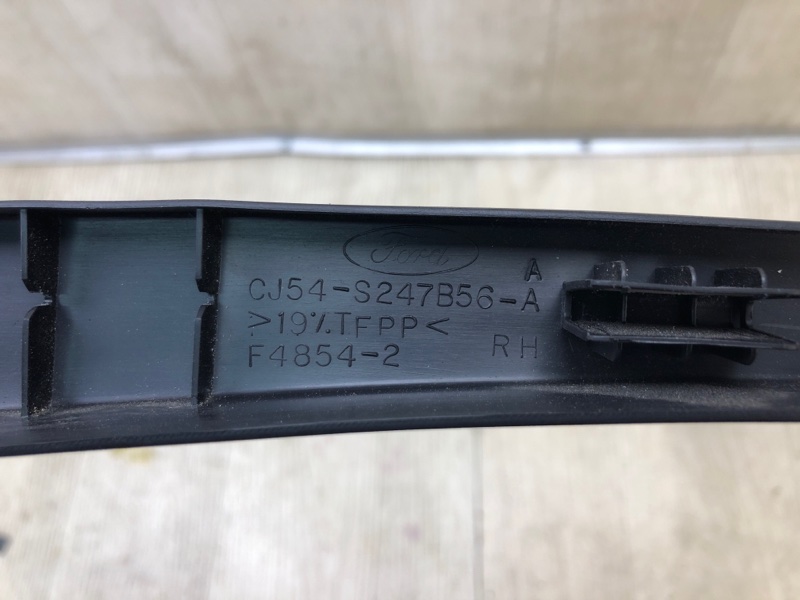 Ford
A
CJ54-S247B56-A
>19%TFPP<
F4854-2 RH